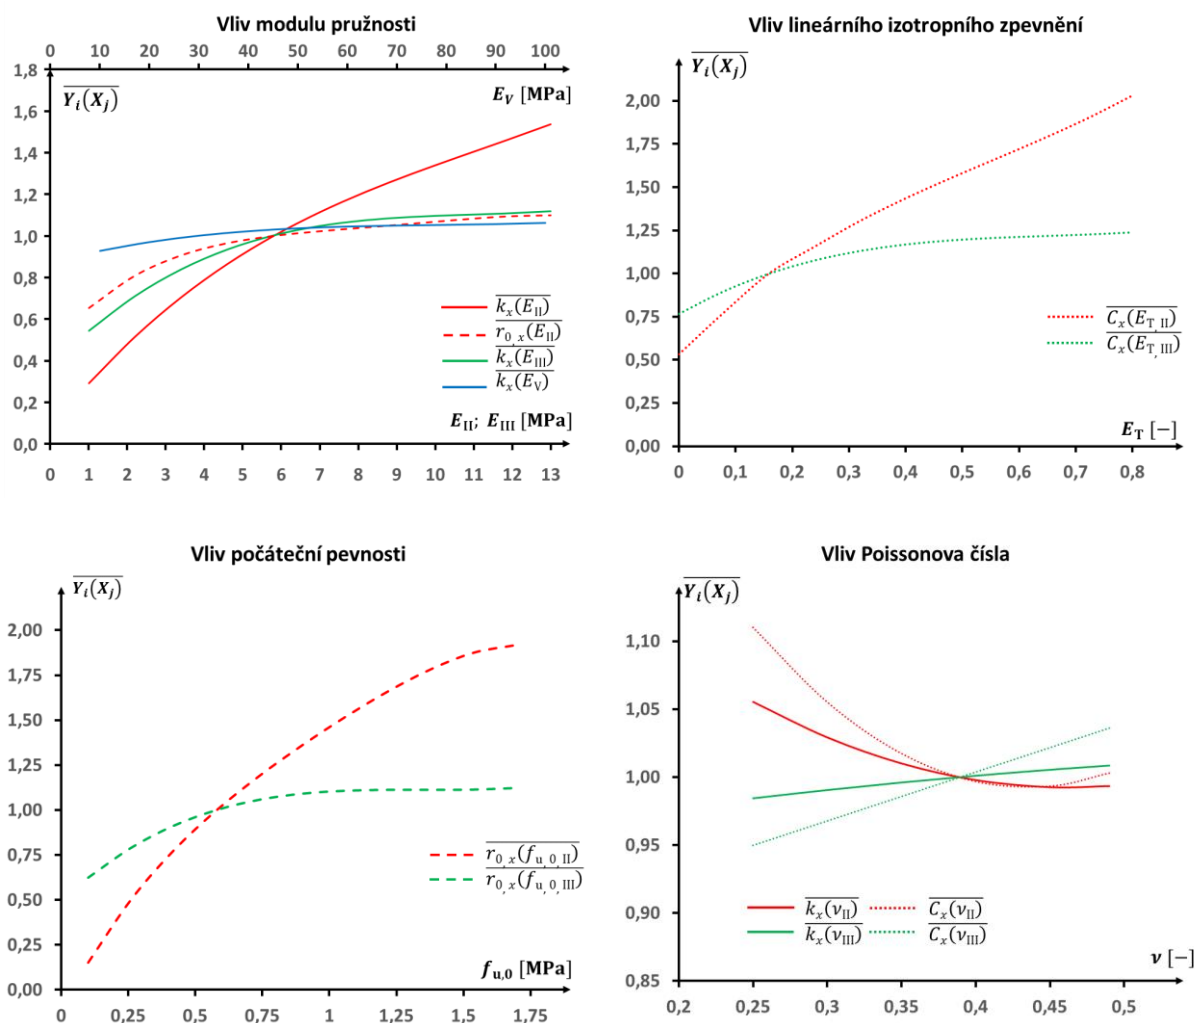 Vliv modulu pružnosti
10 20 30 40 50 60 70 80 90 100
E_V [MPa]
Y_i(X_j)
1,8
1,6
1,4
1,2
1,0
0,8
0,6
0,4
0,2
0,0
k_x(E_II)
r_0,x(E_II)
k_x(E_III)
k_x(E_V)
E_II; E_III [MPa]
0 1 2 3 4 5 6 7 8 9 10 11 12 13
Vliv lineárního izotropního zpevnění
Y_i(X_j)
2,00
1,75
1,50
1,25
1,00
0,75
0,50
0,25
0,00
C_x(E_T,II)
C_x(E_T,III)
E_T [−]
0 0,1 0,2 0,3 0,4 0,5 0,6 0,7 0,8
Vliv počáteční pevnosti
Y_i(X_j)
2,00
1,75
1,50
1,25
1,00
0,75
0,50
0,25
0,00
r_0,x(f_u,0,II)
r_0,x(f_u,0,III)
f_u,0 [MPa]
0 0,25 0,5 0,75 1 1,25 1,5 1,75
Vliv Poissonova čísla
Y_i(X_j)
1,10
1,05
1,00
0,95
0,90
0,85
k_x(ν_II) C_x(ν_II)
k_x(ν_III) C_x(ν_III)
ν [−]
0,2 0,25 0,3 0,35 0,4 0,45 0,5